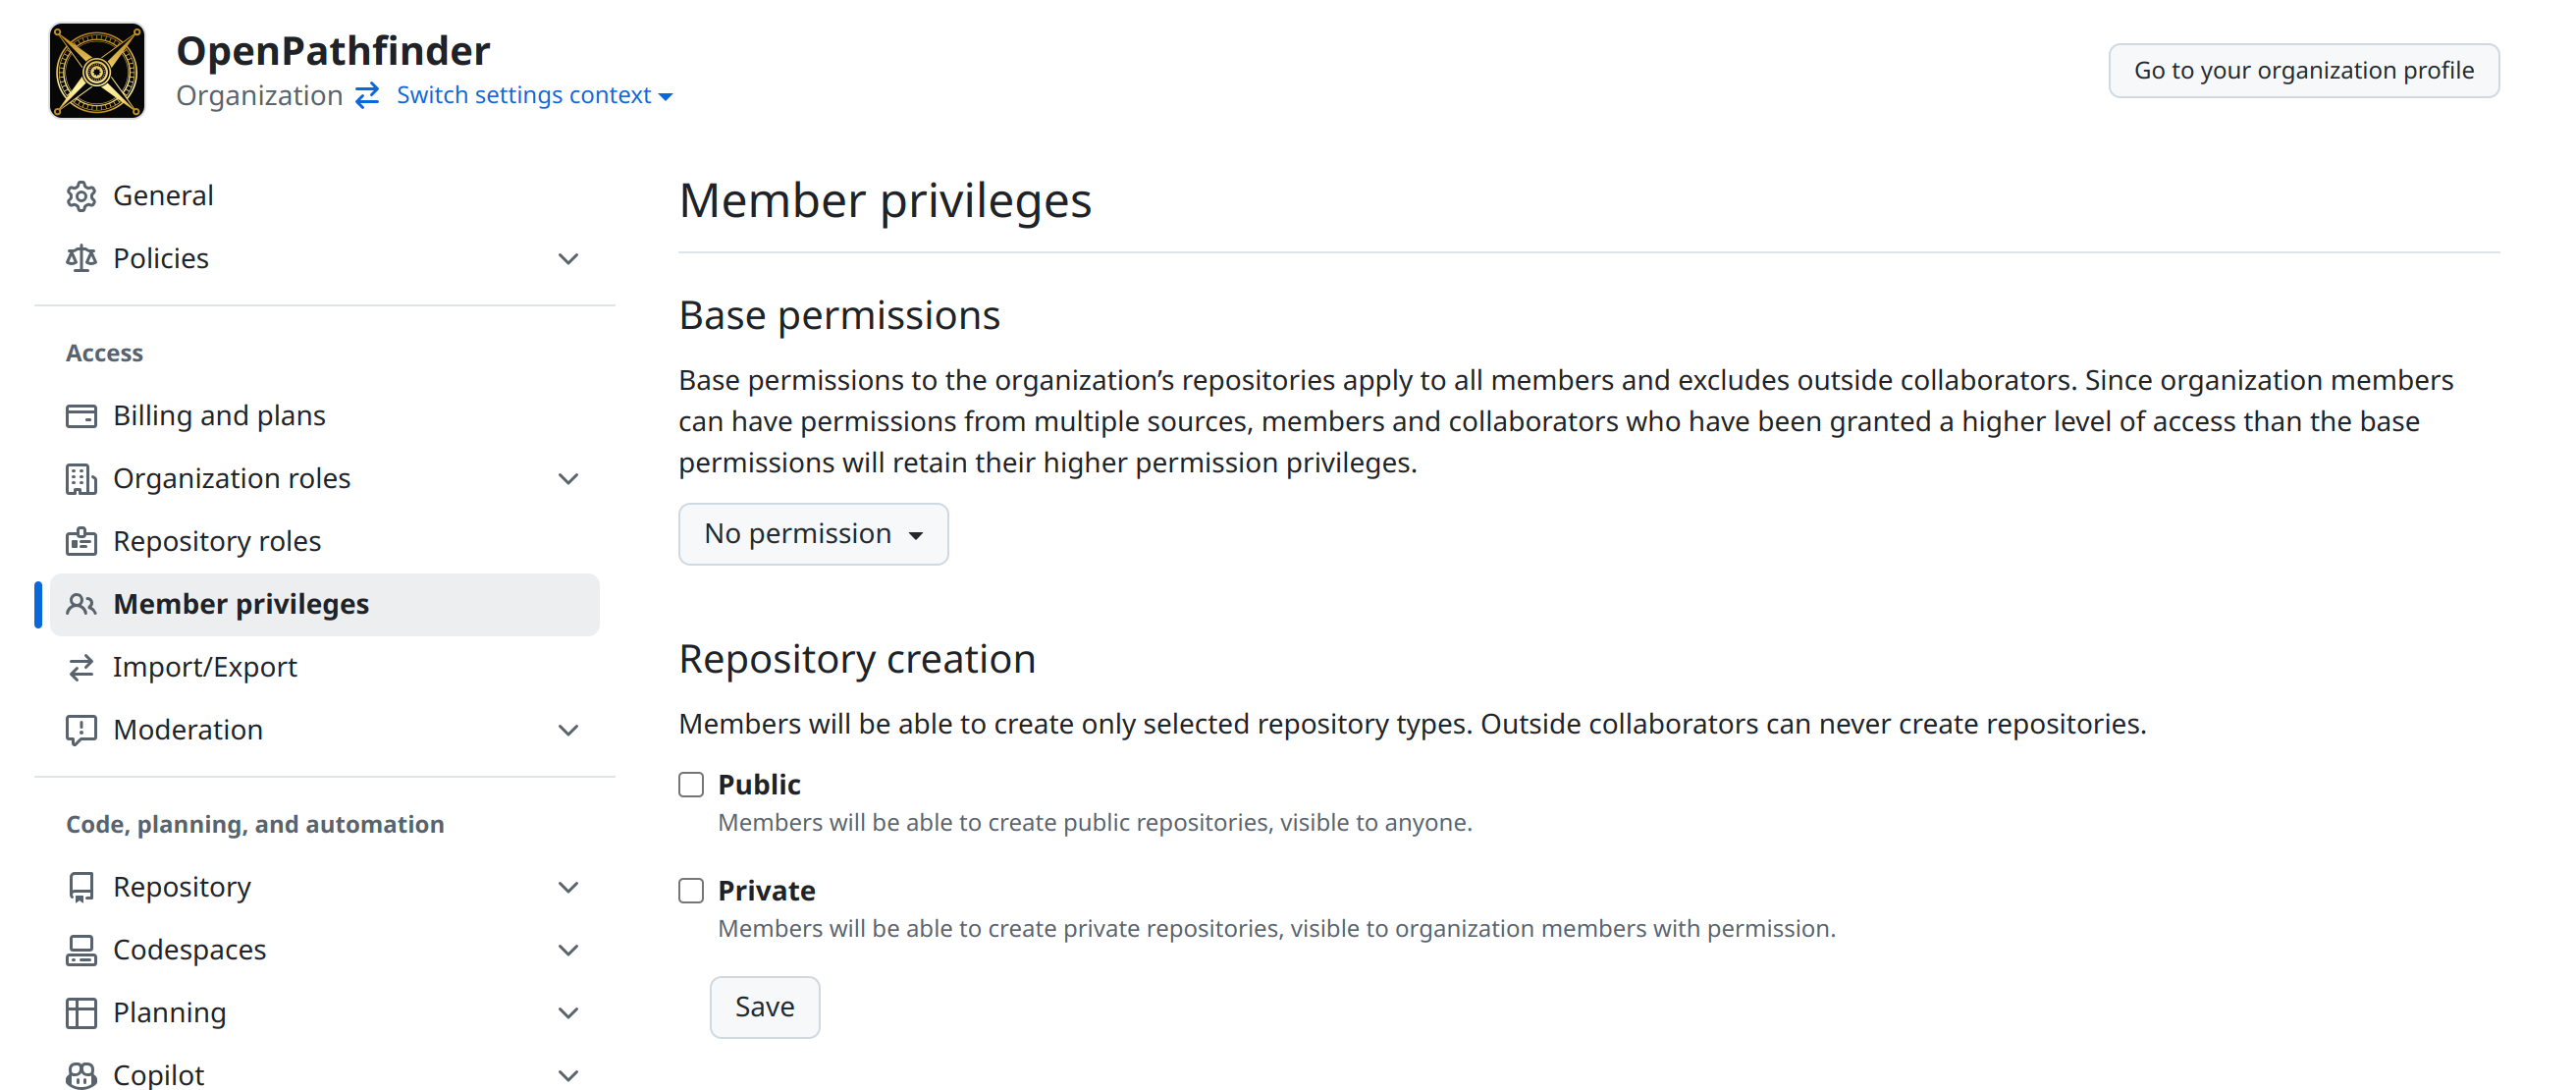 OpenPathfinder
Organization Switch settings context
Go to your organization profile
General
Policies
Access
Billing and plans
Organization roles
Repository roles
Member privileges
Import/Export
Moderation
Code, planning, and automation
Repository
Codespaces
Planning
Copilot
Member privileges
Base permissions
Base permissions to the organization’s repositories apply to all members and excludes outside collaborators. Since organization members
can have permissions from multiple sources, members and collaborators who have been granted a higher level of access than the base
permissions will retain their higher permission privileges.
No permission
Repository creation
Members will be able to create only selected repository types. Outside collaborators can never create repositories.
Public
Members will be able to create public repositories, visible to anyone.
Private
Members will be able to create private repositories, visible to organization members with permission.
Save